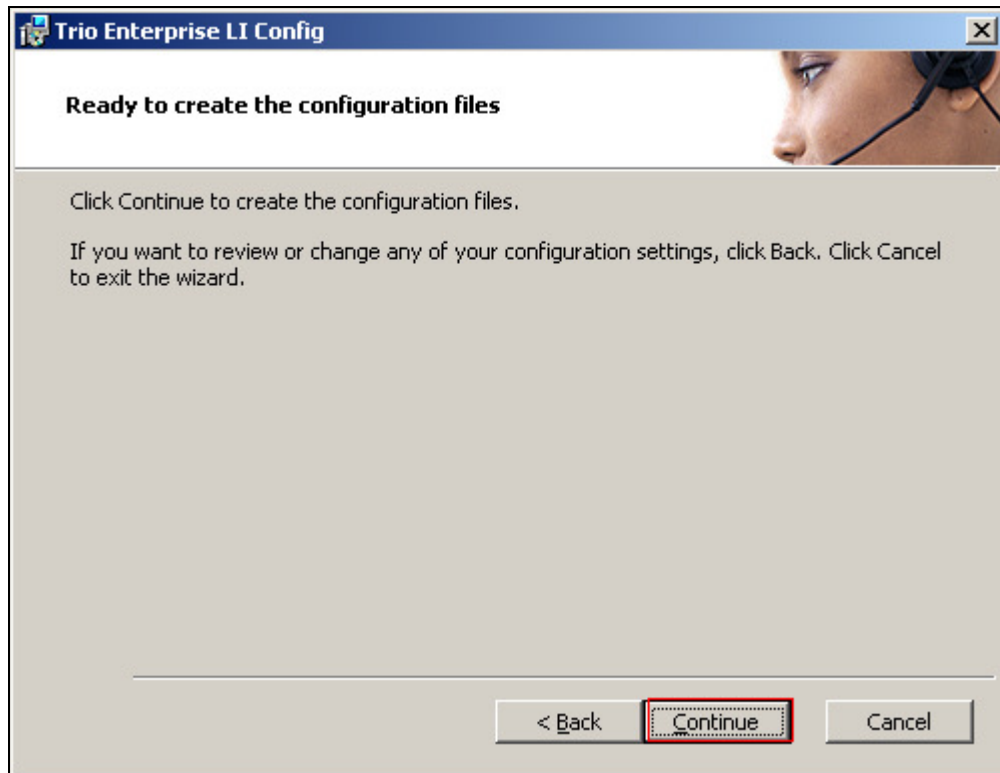 Trio Enterprise LI Config
Ready to create the configuration files
Click Continue to create the configuration files.
If you want to review or change any of your configuration settings, click Back. Click Cancel
to exit the wizard.
< Back Continue Cancel